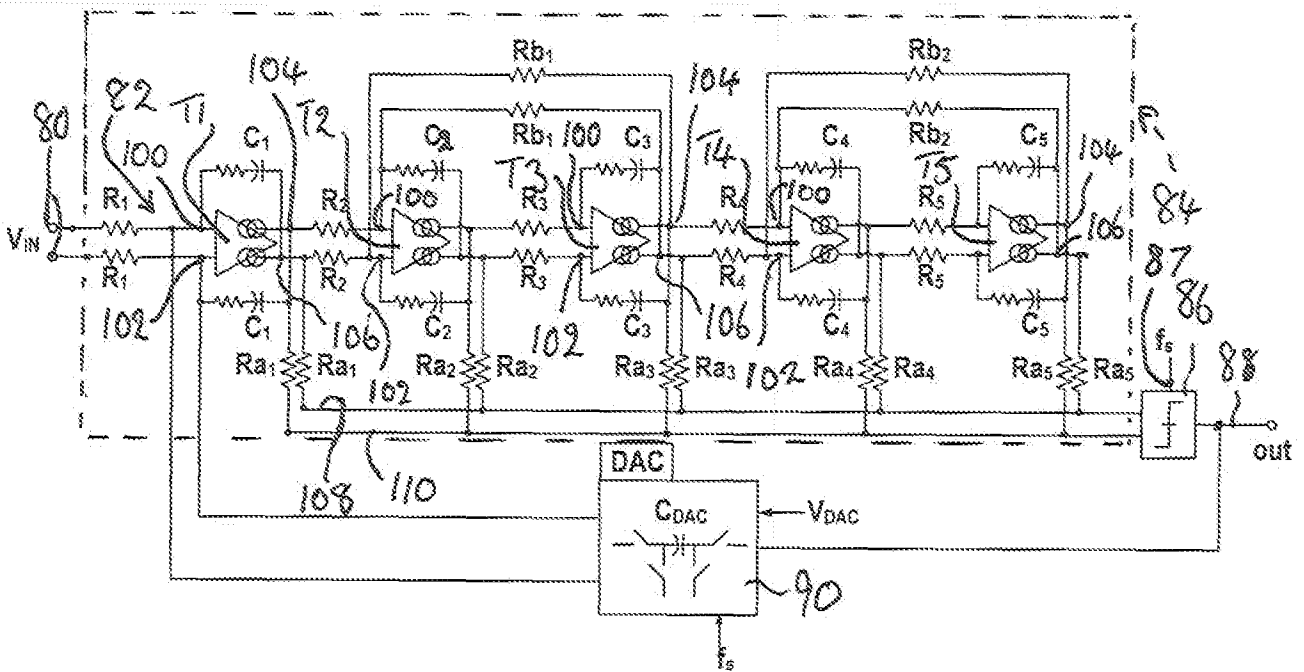 Rb₁
Rb₂
104
104
80
82
T1
T2
100
C₁
Rb₁
C₂
100
C₃
T3
T4
Rb₂
C₄
T5
C₅
104
84
R₁
R₂
100
R₃
R₄
100
R₅
106
87
86
V_IN
R₁
R₂
R₃
R₄
R₅
fₛ
88
102
C₁
106
C₂
102
C₃
106
C₄
C₅
Ra₁
Ra₁
102
Ra₂
Ra₂
Ra₃
Ra₃
102
Ra₄
Ra₄
Ra₅
Ra₅
out
108
110
DAC
C_DAC
V_DAC
90
fₛ